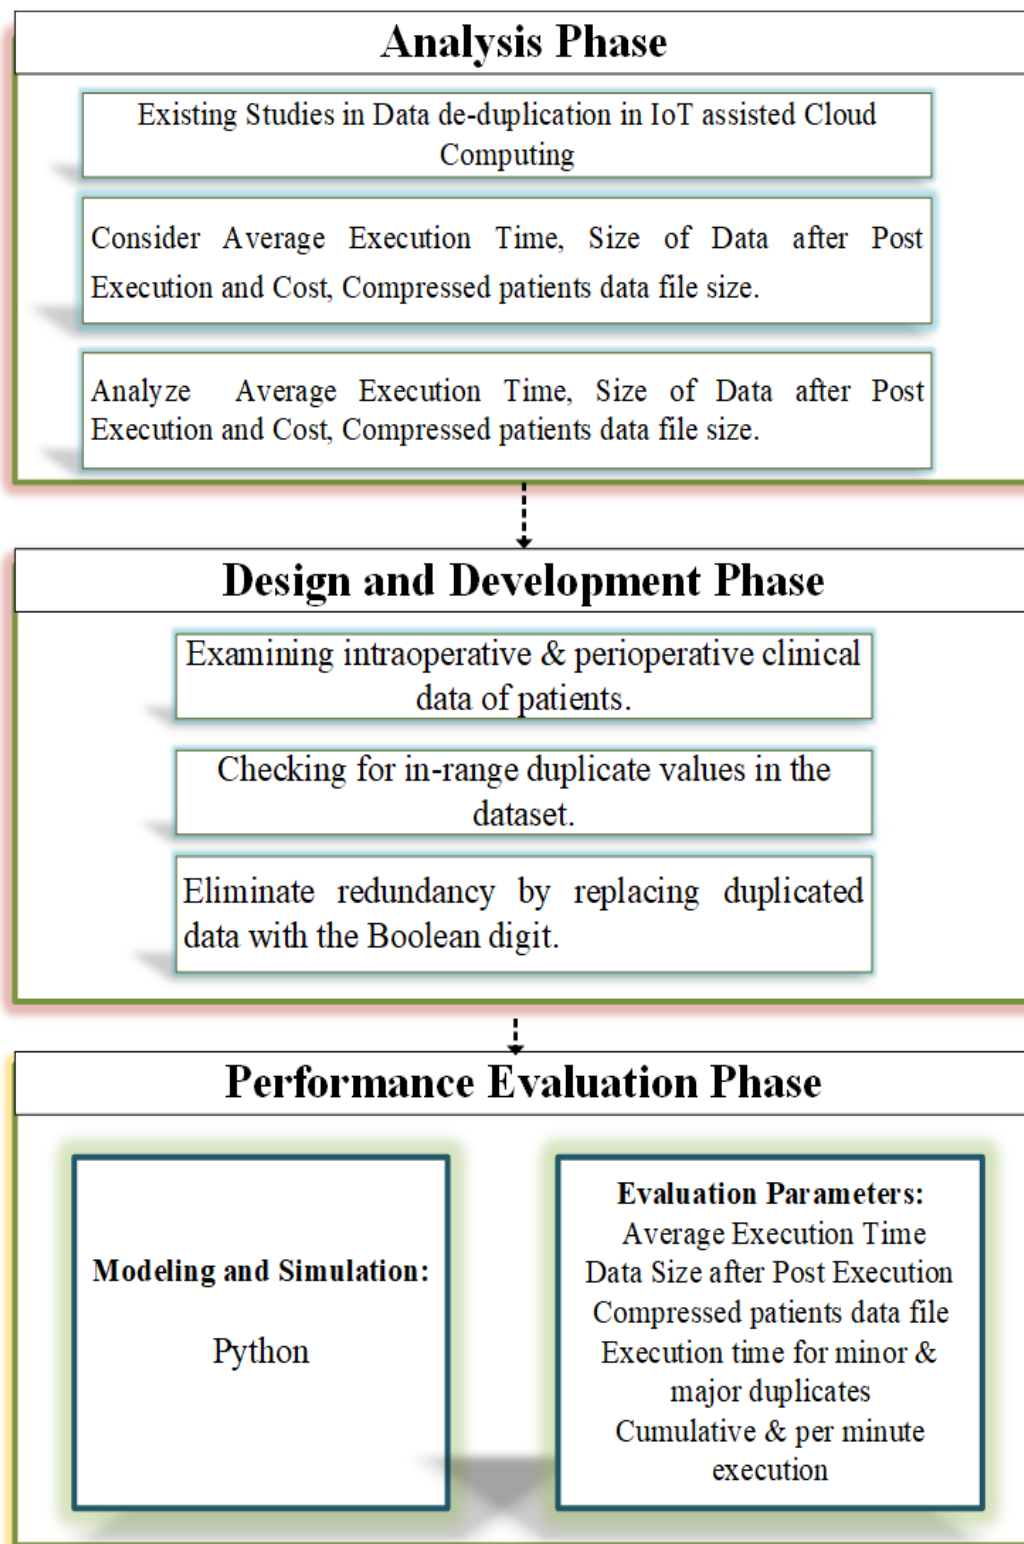 Analysis Phase
Existing Studies in Data de-duplication in IoT assisted Cloud
Computing
Consider Average Execution Time, Size of Data after Post
Execution and Cost, Compressed patients data file size.
Analyze Average Execution Time, Size of Data after Post
Execution and Cost, Compressed patients data file size.
Design and Development Phase
Examining intraoperative & perioperative clinical
data of patients.
Checking for in-range duplicate values in the
dataset.
Eliminate redundancy by replacing duplicated
data with the Boolean digit.
Performance Evaluation Phase
Modeling and Simulation:
Python
Evaluation Parameters:
Average Execution Time
Data Size after Post Execution
Compressed patients data file
Execution time for minor &
major duplicates
Cumulative & per minute
execution